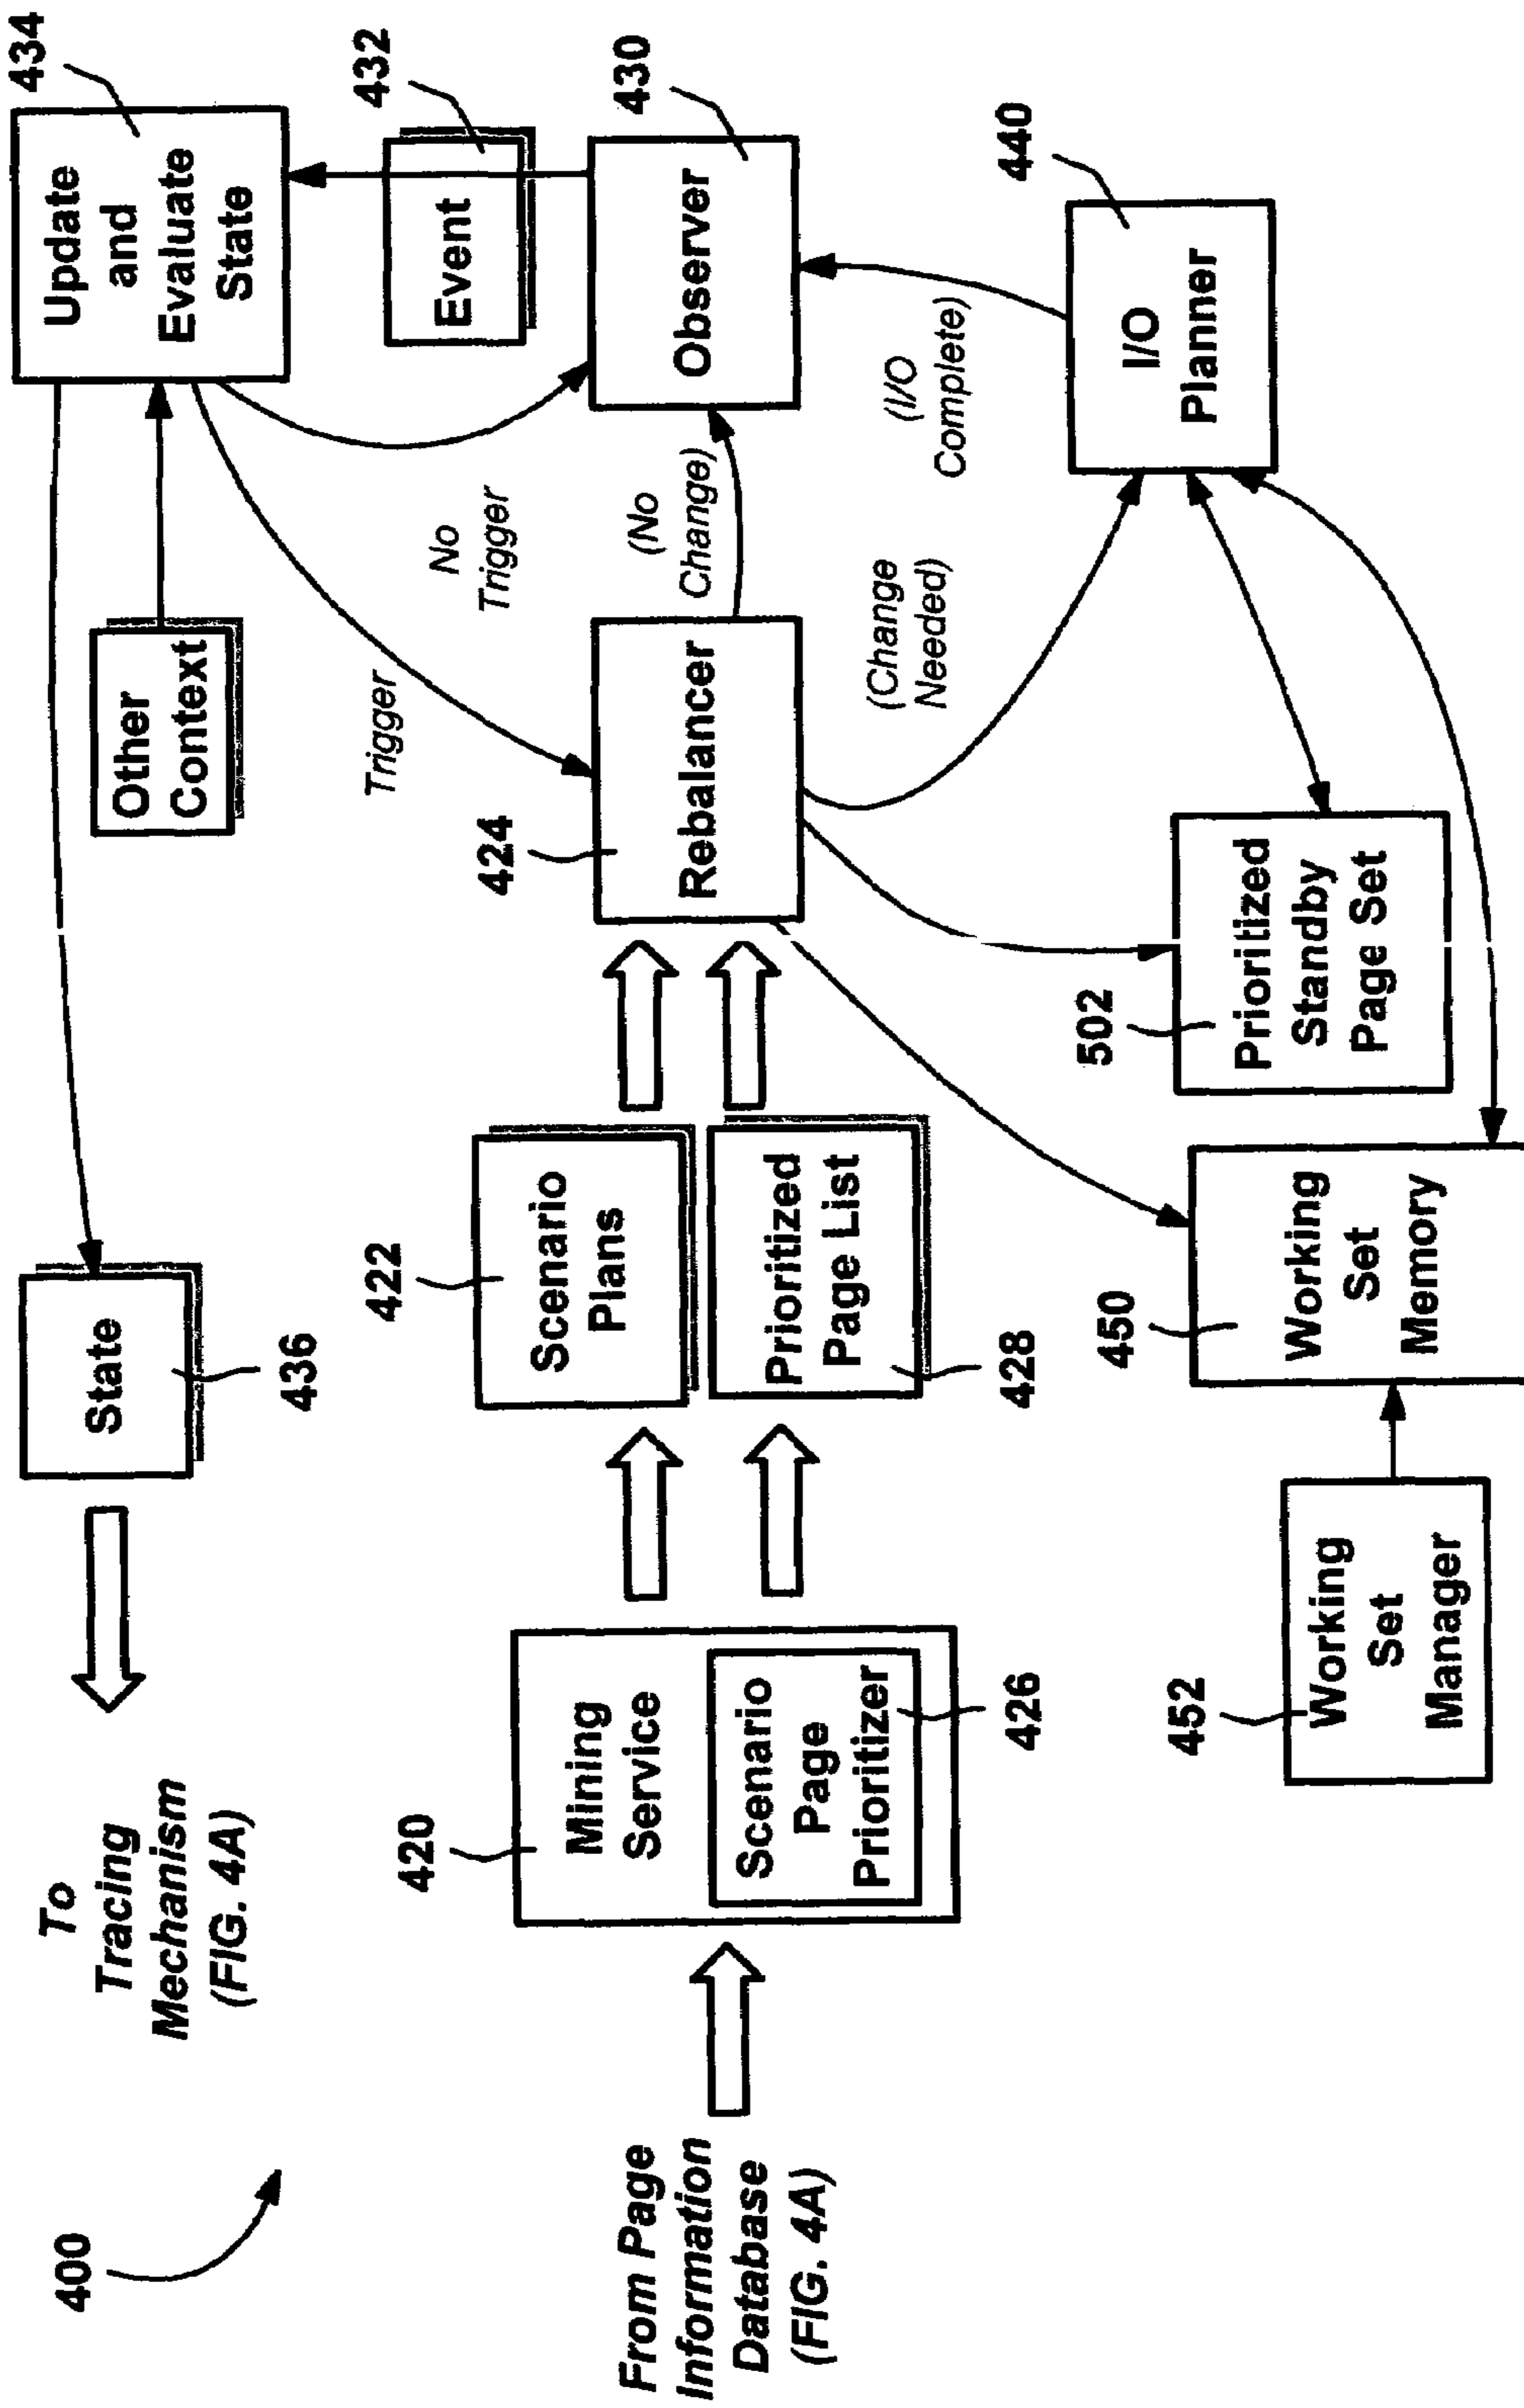 400
To
Tracing
Mechanism
(FIG. 4A)
State
436
Other
Context
Update
and
Evaluate
State
434
Event
432
Trigger
No
Trigger
From Page
Information
Database
(FIG. 4A)
420
Mining
Service
Scenario
Page
Prioritizer
426
422
Scenario
Plans
Prioritized
Page List
428
424
Rebalancer
(No
Change)
Observer
430
(Change
Needed)
(I/O
Complete)
I/O
Planner
440
452
Working
Set
Manager
450
Working
Set
Memory
502
Prioritized
Standby
Page Set